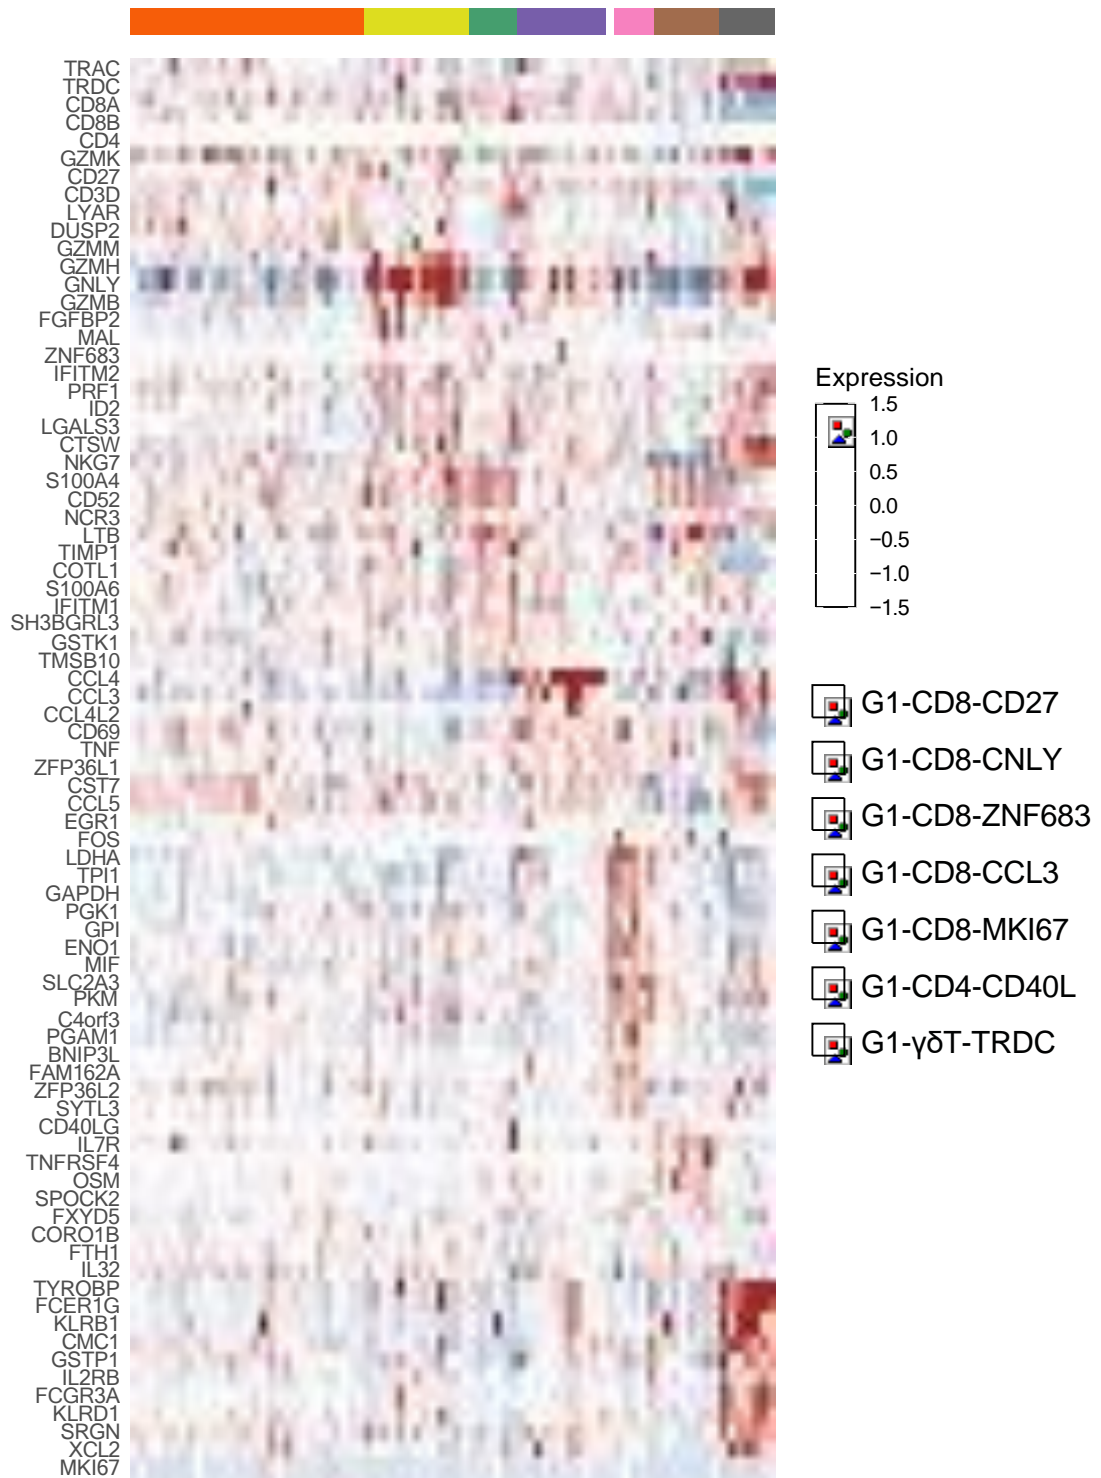 TRAC
TRDC
CD8A
CD8B
CD4
GZMK
CD27
CD3D
LYAR
DUSP2
GZMM
GZMH
GNLY
GZMB
FGFBP2
MAL
ZNF683
IFITM2
PRF1
ID2
LGALS3
CTSW
NKG7
S100A4
CD52
NCR3
LTB
TIMP1
COTL1
S100A6
IFITM1
SH3BGRL3
GSTK1
TMSB10
CCL4
CCL3
CCL4L2
CD69
TNF
ZFP36L1
CST7
CCL5
EGR1
FOS
LDHA
TPI1
GAPDH
PGK1
GPI
ENO1
MIF
SLC2A3
PKM
C4orf3
PGAM1
BNIP3L
FAM162A
ZFP36L2
SYTL3
CD40LG
IL7R
TNFRSF4
OSM
SPOCK2
FXYD5
CORO1B
FTH1
IL32
TYROBP
FCER1G
KLRB1
CMC1
GSTP1
IL2RB
FCGR3A
KLRD1
SRGN
XCL2
MKI67
Expression
1.5
1.0
0.5
0.0
−0.5
−1.0
−1.5
G1-CD8-CD27
G1-CD8-CNLY
G1-CD8-ZNF683
G1-CD8-CCL3
G1-CD8-MKI67
G1-CD4-CD40L
G1-γδT-TRDC